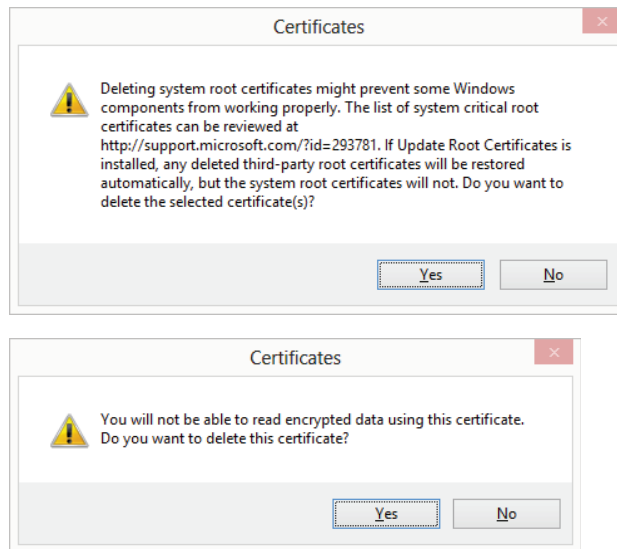 Certificates
Deleting system root certificates might prevent some Windows
components from working properly. The list of system critical root
certificates can be reviewed at
http://support.microsoft.com/?id=293781. If Update Root Certificates is
installed, any deleted third-party root certificates will be restored
automatically, but the system root certificates will not. Do you want to
delete the selected certificate(s)?
Yes No
Certificates
You will not be able to read encrypted data using this certificate.
Do you want to delete this certificate?
Yes No